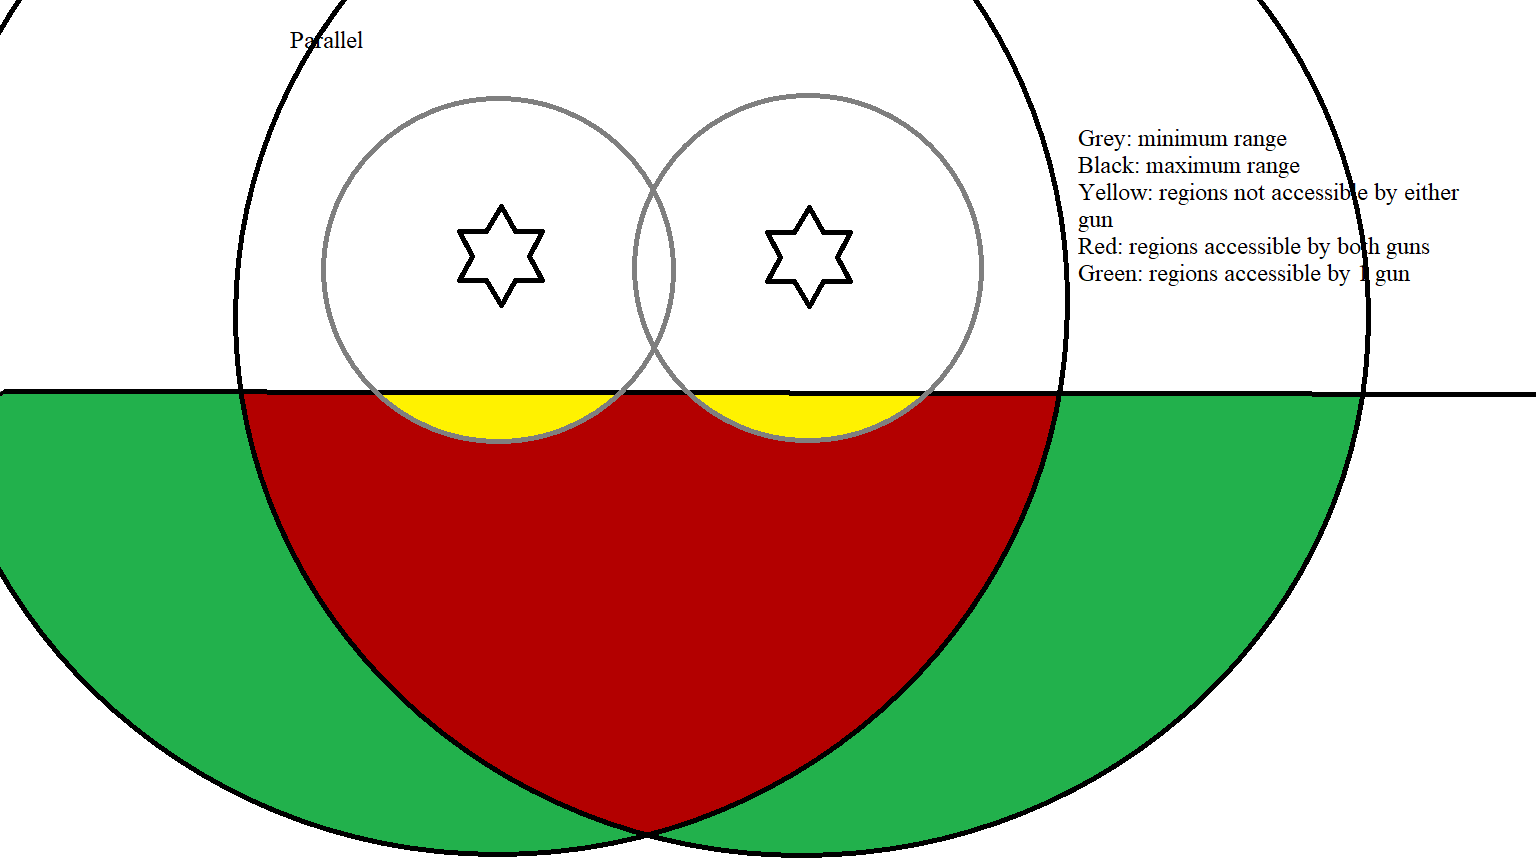 Parallel
Grey: minimum range
Black: maximum range
Yellow: regions not accessible by either
gun
Red: regions accessible by both guns
Green: regions accessible by 1 gun